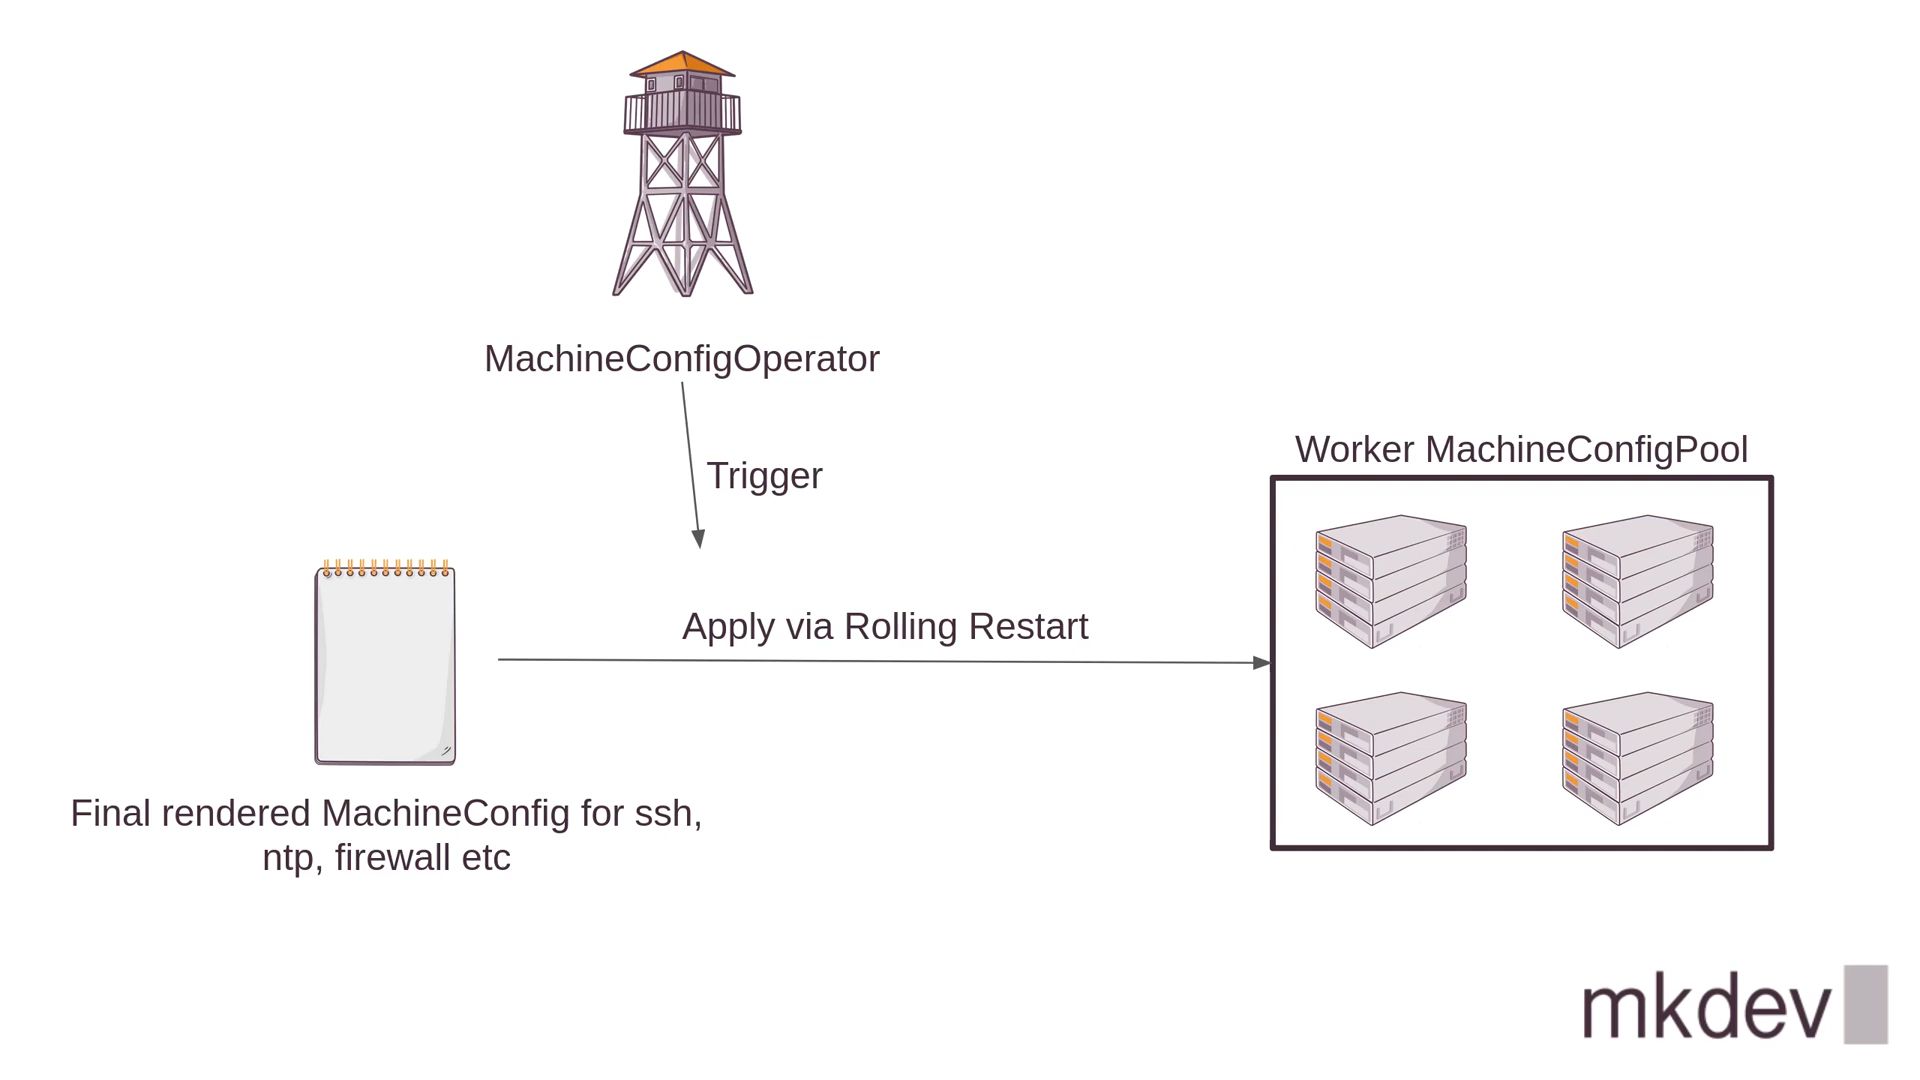 MachineConfigOperator
Trigger
Worker MachineConfigPool
Apply via Rolling Restart
Final rendered MachineConfig for ssh,
ntp, firewall etc
mkdev